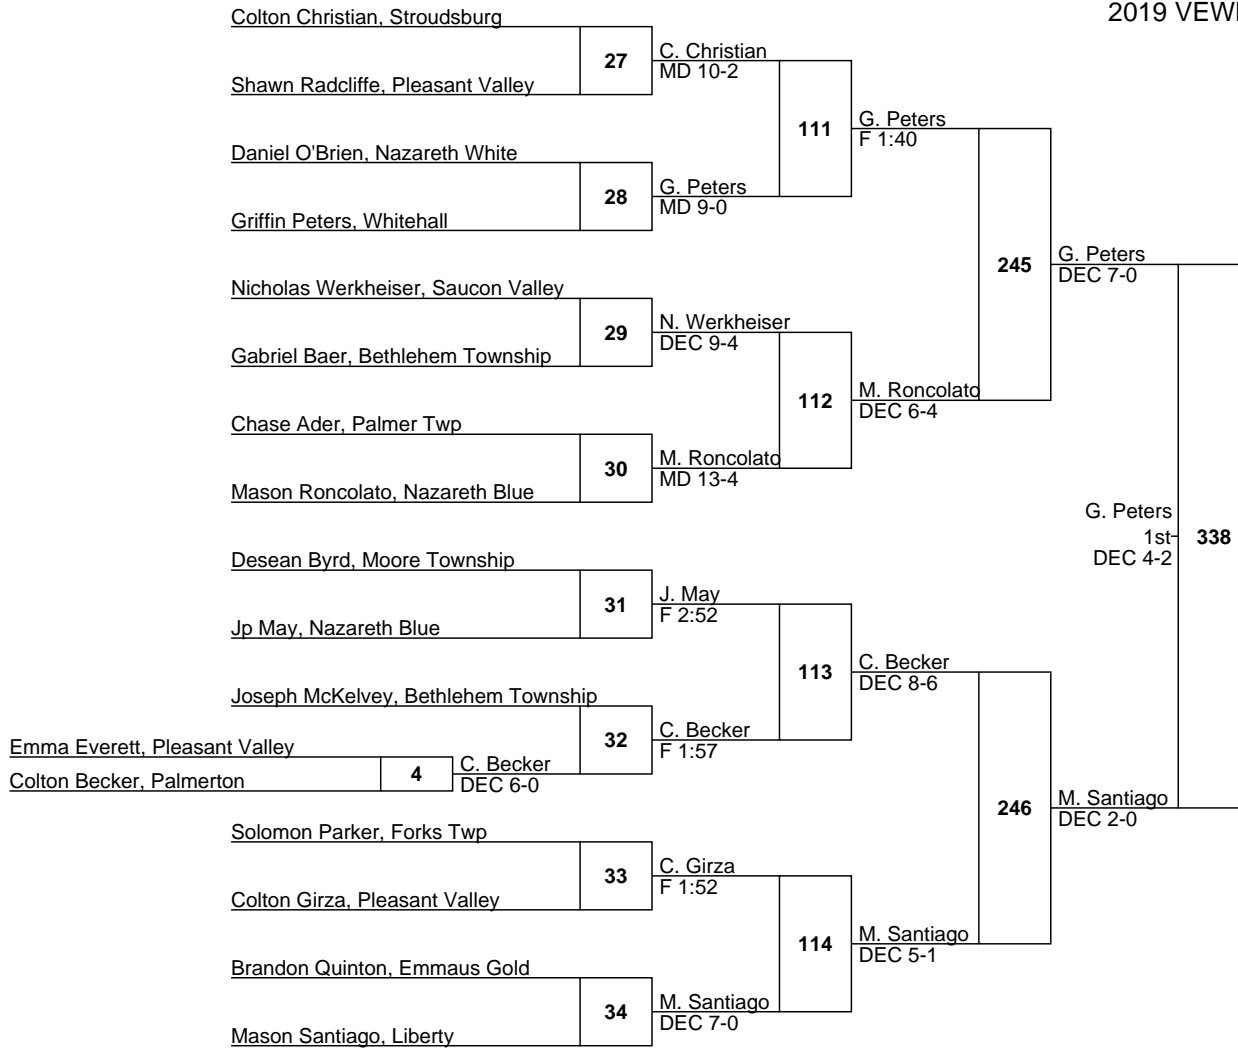 2019 VEW
Colton Christian, Stroudsburg
27
C. Christian
MD 10-2
Shawn Radcliffe, Pleasant Valley
111
G. Peters
F 1:40
Daniel O'Brien, Nazareth White
28
G. Peters
MD 9-0
Griffin Peters, Whitehall
245
G. Peters
DEC 7-0
Nicholas Werkheiser, Saucon Valley
29
N. Werkheiser
DEC 9-4
Gabriel Baer, Bethlehem Township
112
M. Roncolato
DEC 6-4
Chase Ader, Palmer Twp
30
M. Roncolato
MD 13-4
Mason Roncolato, Nazareth Blue
G. Peters
1st
DEC 4-2
338
Desean Byrd, Moore Township
31
J. May
F 2:52
Jp May, Nazareth Blue
113
C. Becker
DEC 8-6
Joseph McKelvey, Bethlehem Township
32
C. Becker
F 1:57
Emma Everett, Pleasant Valley
4
C. Becker
DEC 6-0
Colton Becker, Palmerton
246
M. Santiago
DEC 2-0
Solomon Parker, Forks Twp
33
C. Girza
F 1:52
Colton Girza, Pleasant Valley
114
M. Santiago
DEC 5-1
Brandon Quinton, Emmaus Gold
34
M. Santiago
DEC 7-0
Mason Santiago, Liberty